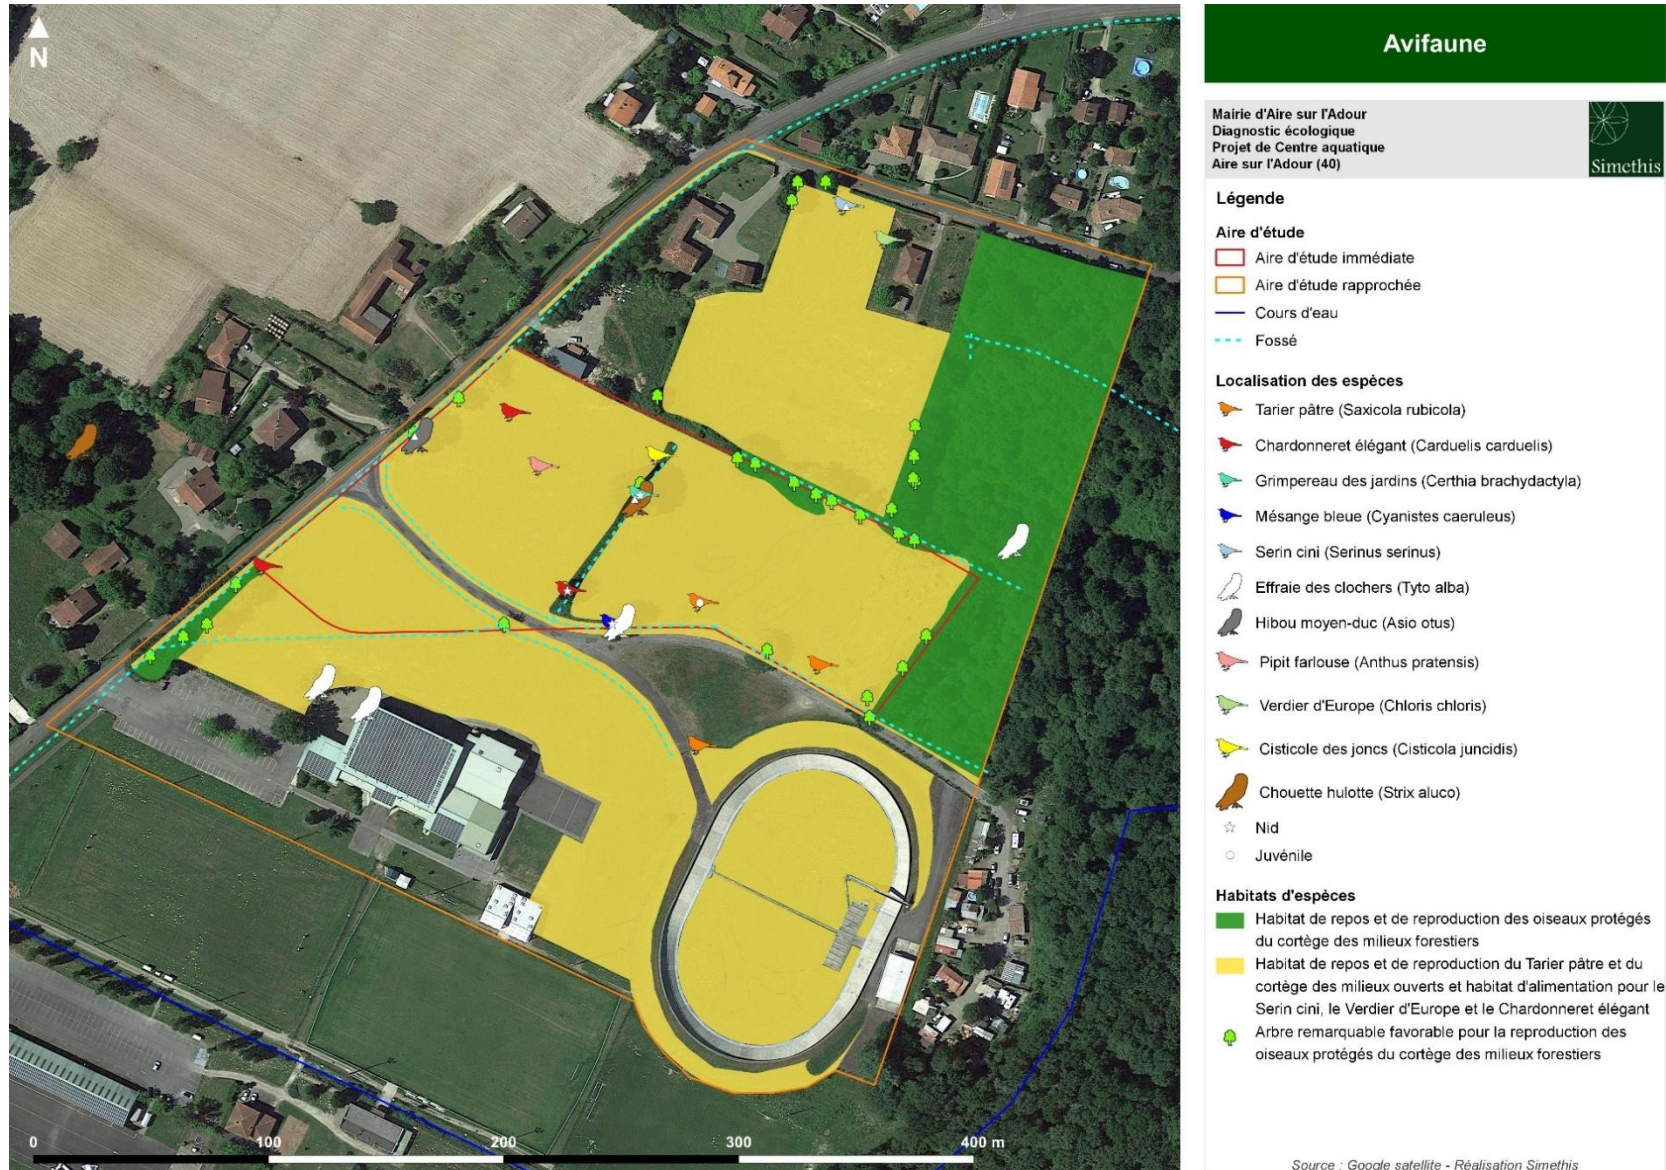 N
0
100
200
300
400 m
Avifaune
Mairie d'Aire sur l'Adour
Diagnostic écologique
Projet de Centre aquatique
Aire sur l'Adour (40)
Simethis
Légende
Aire d'étude
Aire d'étude immédiate
Aire d'étude rapprochée
Cours d'eau
Fossé
Localisation des espèces
Tarier pâtre (Saxicola rubicola)
Chardonneret élégant (Carduelis carduelis)
Grimpereau des jardins (Certhia brachydactyla)
Mésange bleue (Cyanistes caeruleus)
Serin cini (Serinus serinus)
Effraie des clochers (Tyto alba)
Hibou moyen-duc (Asio otus)
Pipit farlouse (Anthus pratensis)
Verdier d'Europe (Chloris chloris)
Cisticole des joncs (Cisticola juncidis)
Chouette hulotte (Strix aluco)
Nid
Juvénile
Habitats d'espèces
Habitat de repos et de reproduction des oiseaux protégés
du cortège des milieux forestiers
Habitat de repos et de reproduction du Tarier pâtre et du
cortège des milieux ouverts et habitat d'alimentation pour le
Serin cini, le Verdier d'Europe et le Chardonneret élégant
Arbre remarquable favorable pour la reproduction des
oiseaux protégés du cortège des milieux forestiers
Source : Google satellite - Réalisation Simethis